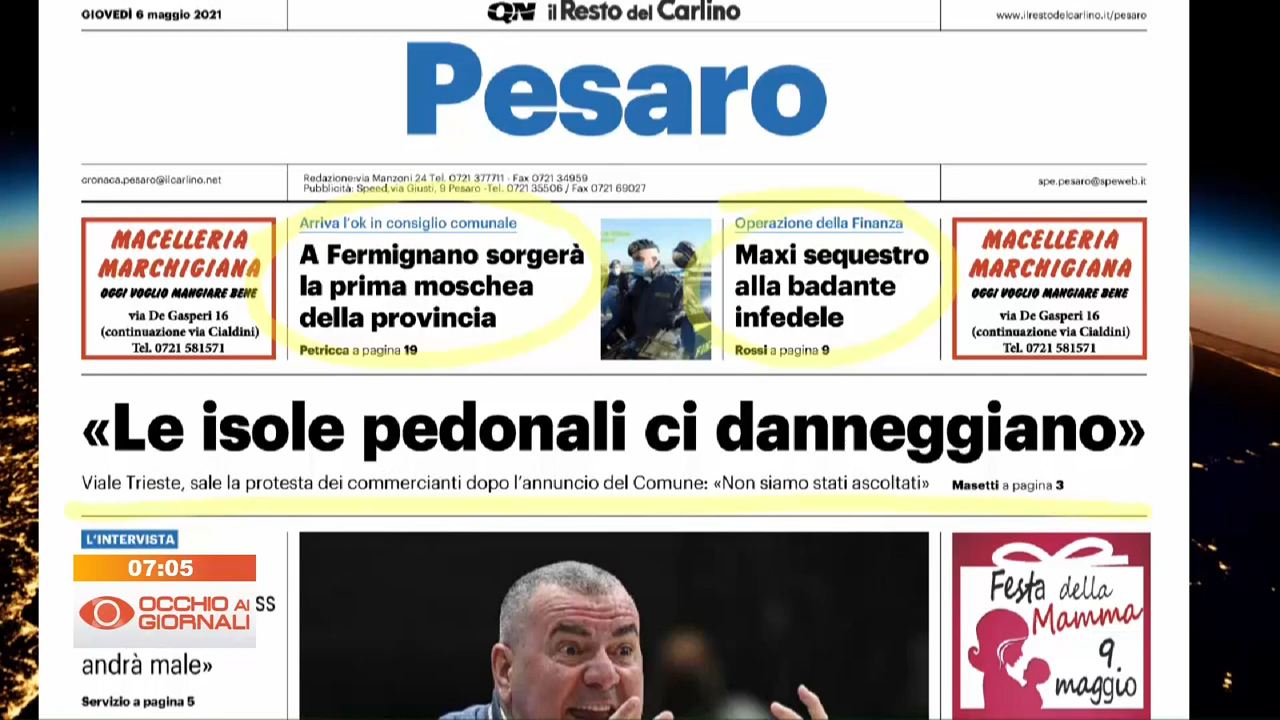 GIOVEDÌ 6 maggio 2021
QN il Resto del Carlino
www.ilrestodelcarlino.it/pesaro
Pesaro
cronaca.pesaro@ilcarlino.net
Redazione: via Manzoni 24 Tel. 0721 377711 - Fax 0721 34959
Pubblicità: Speed, via Giusti, 9 Pesaro -Tel. 0721 35506 / Fax 0721 69027
spe.pesaro@speweb.it
MACELLERIA
MARCHIGIANA
OGGI VOGLIO MANGIARE BENE
via De Gasperi 16
(continuazione via Cialdini)
Tel. 0721 581571
Arriva l'ok in consiglio comunale
A Fermignano sorgerà
la prima moschea
della provincia
Petricca a pagina 19
Operazione della Finanza
Maxi sequestro
alla badante
infedele
Rossi a pagina 9
MACELLERIA
MARCHIGIANA
OGGI VOGLIO MANGIARE BENE
via De Gasperi 16
(continuazione via Cialdini)
Tel. 0721 581571
«Le isole pedonali ci danneggiano»
Viale Trieste, sale la protesta dei commercianti dopo l'annuncio del Comune: «Non siamo stati ascoltati»
Masetti a pagina 3
L'INTERVISTA
07:05
OCCHIO AI
GIORNALI
ss
andrà male»
Servizio a pagina 5
Festa della
Mamma
9
maggio